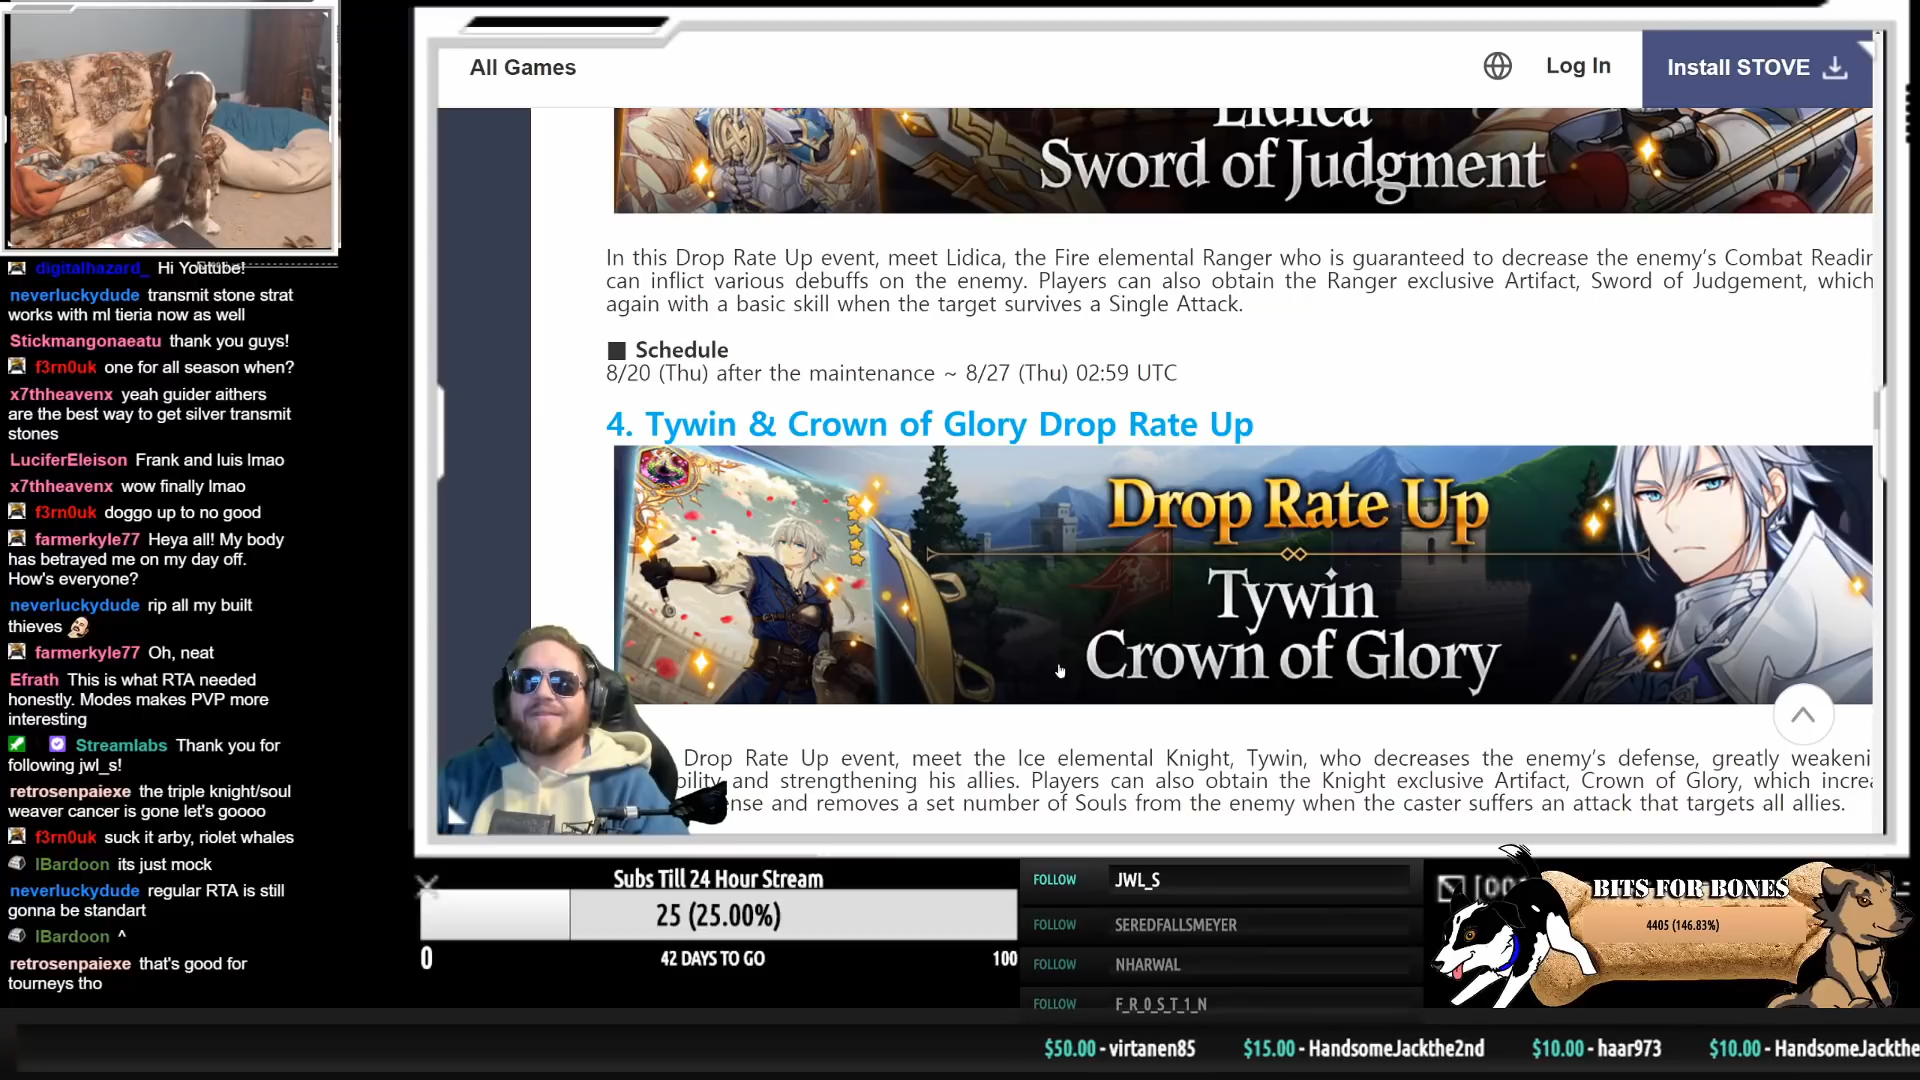 All Games
Log In
Install STOVE
Lidica
Sword of Judgment
In this Drop Rate Up event, meet Lidica, the Fire elemental Ranger who is guaranteed to decrease the enemy's Combat Readin
can inflict various debuffs on the enemy. Players can also obtain the Ranger exclusive Artifact, Sword of Judgement, which
again with a basic skill when the target survives a Single Attack.
■ Schedule
8/20 (Thu) after the maintenance ~ 8/27 (Thu) 02:59 UTC
4. Tywin & Crown of Glory Drop Rate Up
Drop Rate Up
Tywin
Crown of Glory
Drop Rate Up event, meet the Ice elemental Knight, Tywin, who decreases the enemy's defense, greatly weakeni
bility and strengthening his allies. Players can also obtain the Knight exclusive Artifact, Crown of Glory, which increa
ense and removes a set number of Souls from the enemy when the caster suffers an attack that targets all allies.
digitalhazard_ Hi Youtube!
neverluckydude transmit stone strat
works with ml tieria now as well
Stickmangonaeatu thank you guys!
f3rn0uk one for all season when?
x7thheavenx yeah guider aithers
are the best way to get silver transmit
stones
LuciferEleison Frank and luis lmao
x7thheavenx wow finally lmao
f3rn0uk doggo up to no good
farmerkyle77 Heya all! My body
has betrayed me on my day off.
How's everyone?
neverluckydude rip all my built
thieves
farmerkyle77 Oh, neat
Efrath This is what RTA needed
honestly. Modes makes PVP more
interesting
Streamlabs Thank you for
following jwl_s!
retrosenpaiexe the triple knight/soul
weaver cancer is gone let's goooo
f3rn0uk suck it arby, riolet whales
IBardoon its just mock
neverluckydude regular RTA is still
gonna be standart
IBardoon ^
retrosenpaiexe that's good for
tourneys tho
Subs Till 24 Hour Stream
25 (25.00%)
0
42 DAYS TO GO
100
FOLLOW JWL_S
FOLLOW SEREDFALLSMEYER
FOLLOW NHARWAL
FOLLOW F_R_0_S_T_1_N
BITS FOR BONES
4405 (146.83%)
$50.00 - virtanen85
$15.00 - HandsomeJackthe2nd
$10.00 - haar973
$10.00 - HandsomeJackthe